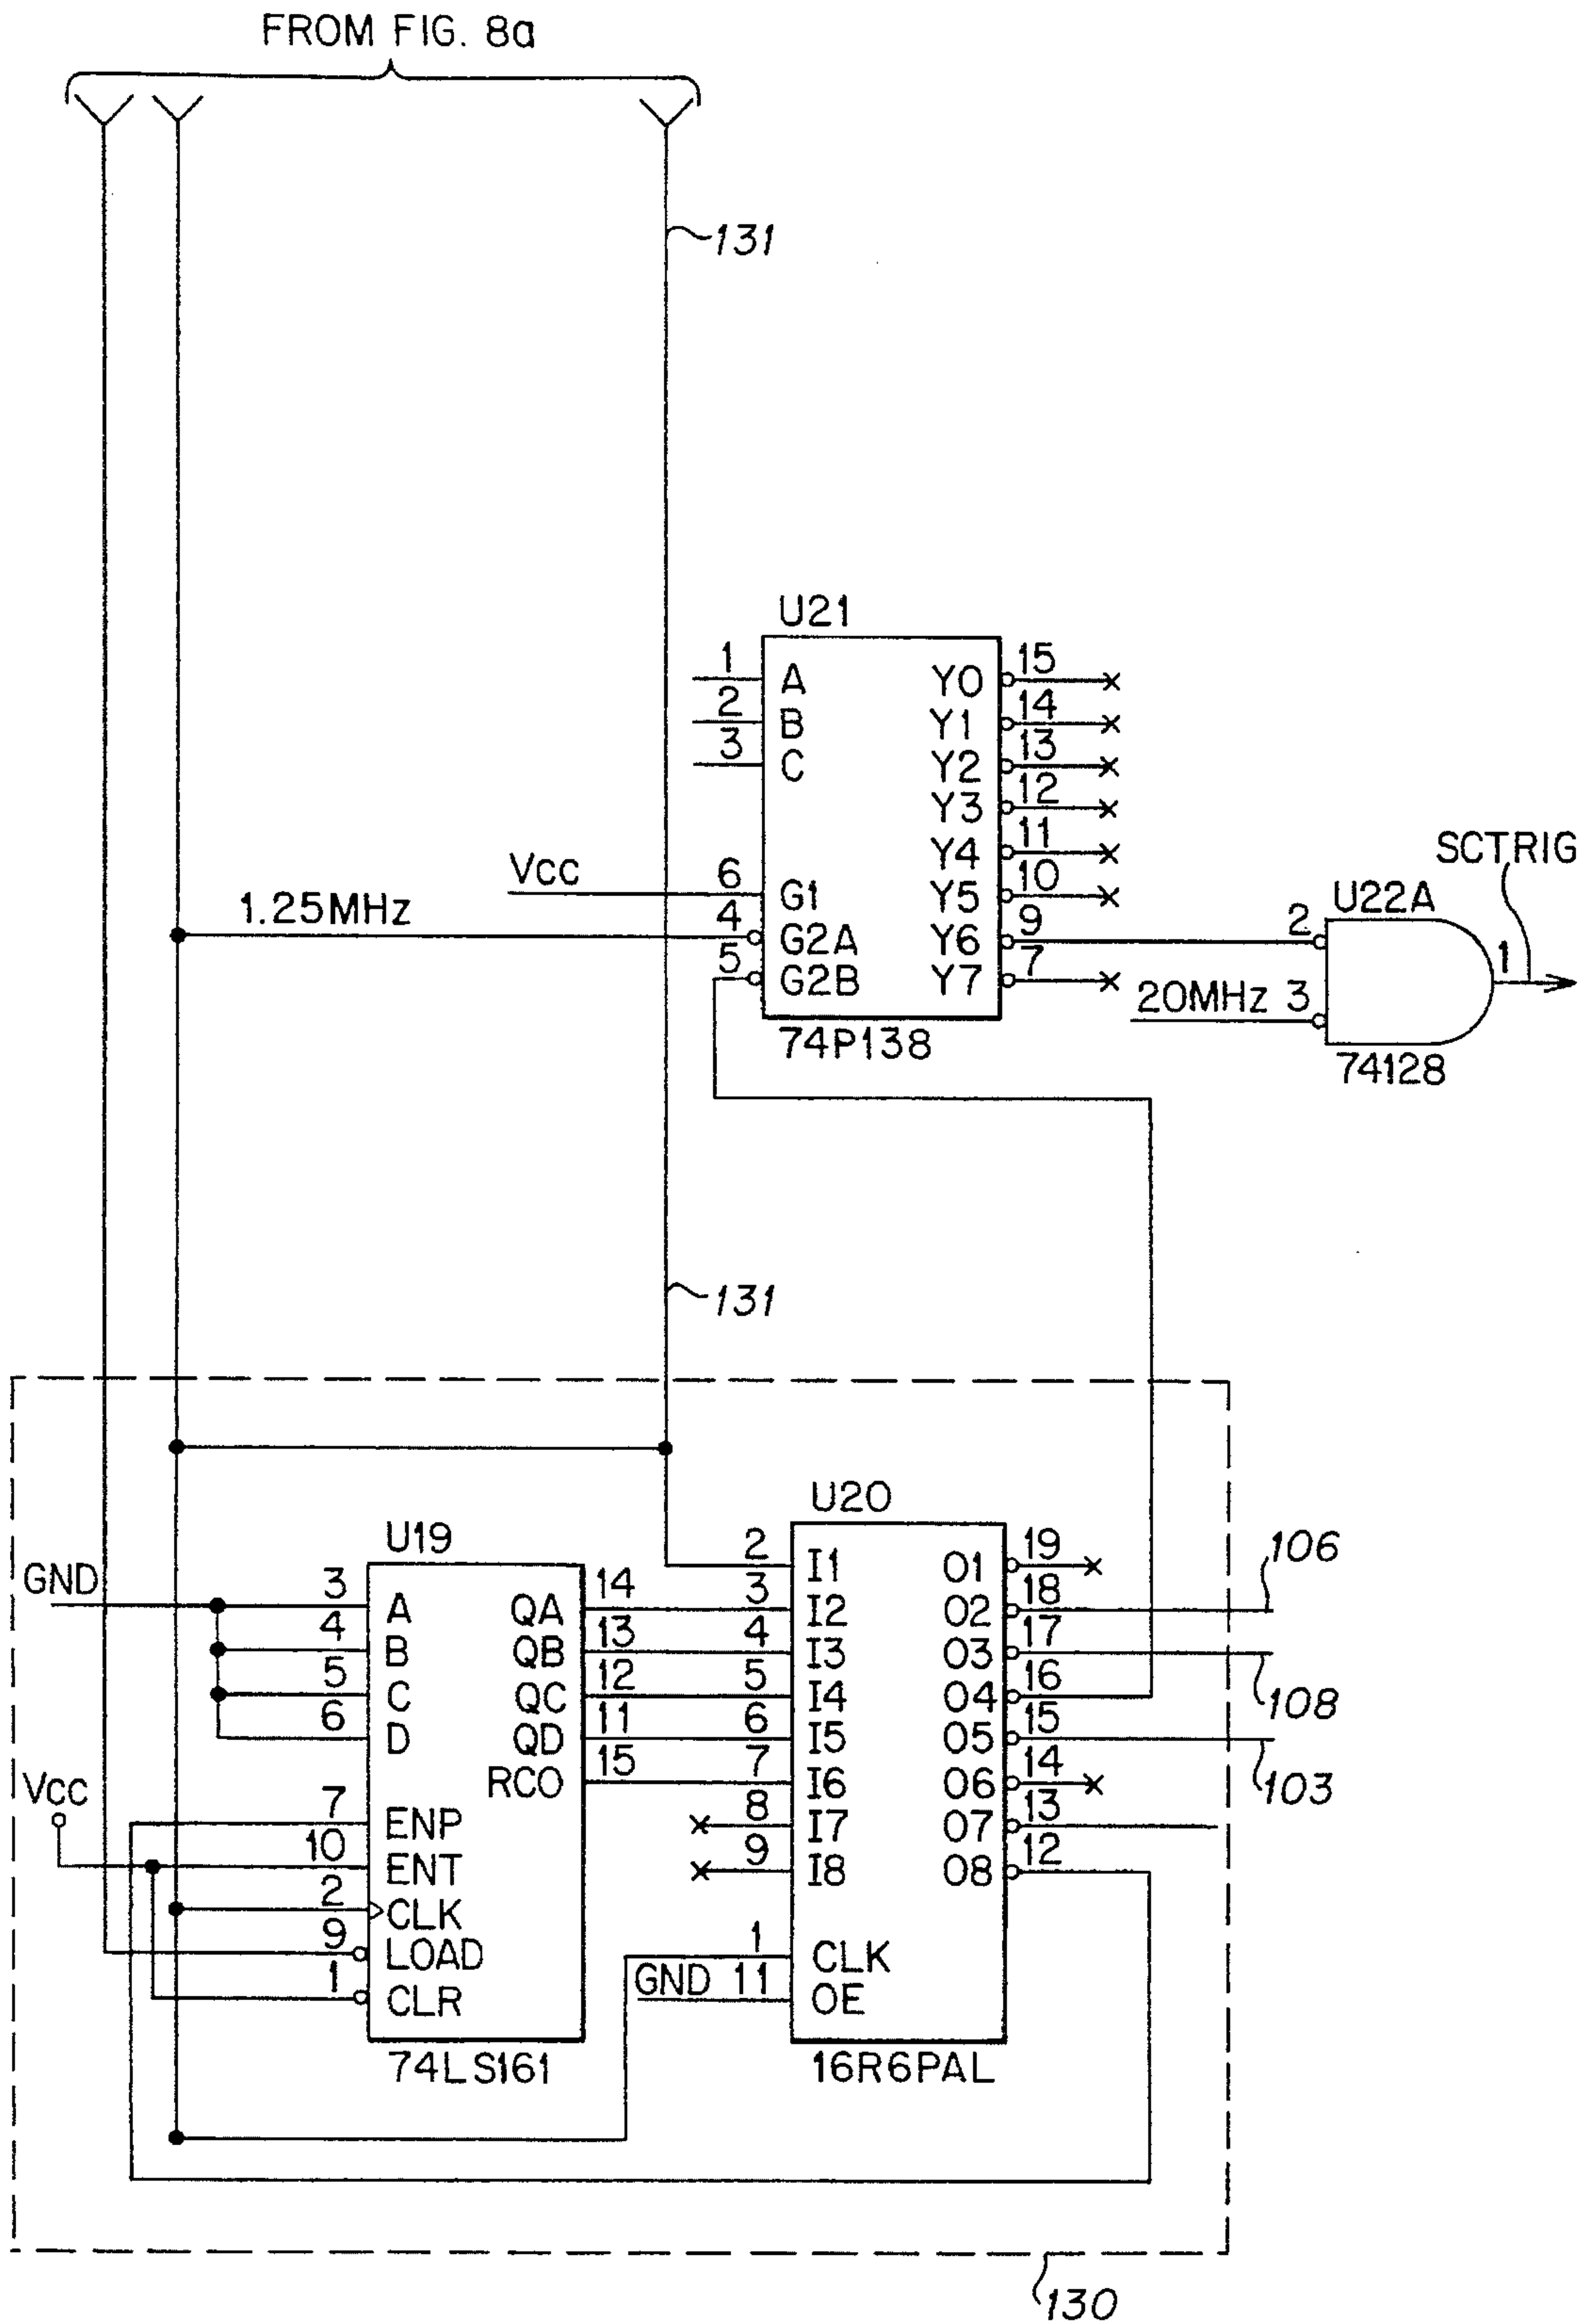 FROM FIG. 8a
131
U21
1 A Y0 15
2 B Y1 14
3 C Y2 13
Y3 12
Y4 11
VCC 6 G1 Y5 10
1.25MHz 4 G2A Y6 9
5 G2B Y7 7
74P138
SCTRIG
U22A
2
1
20MHz 3
74128
131
U20
U19
2 I1 O1 19
106
GND 3 A QA 14 3 I2 O2 18
4 B QB 13 4 I3 O3 17
108
5 C QC 12 5 I4 O4 16
6 D QD 11 6 I5 O5 15
103
RCO 15 7 I6 O6 14
VCC
7 ENP 8 I7 O7 13
10 ENT 9 I8 O8 12
2 CLK
9 LOAD 1 CLK
1 CLR GND 11 OE
74LS161 16R6PAL
130